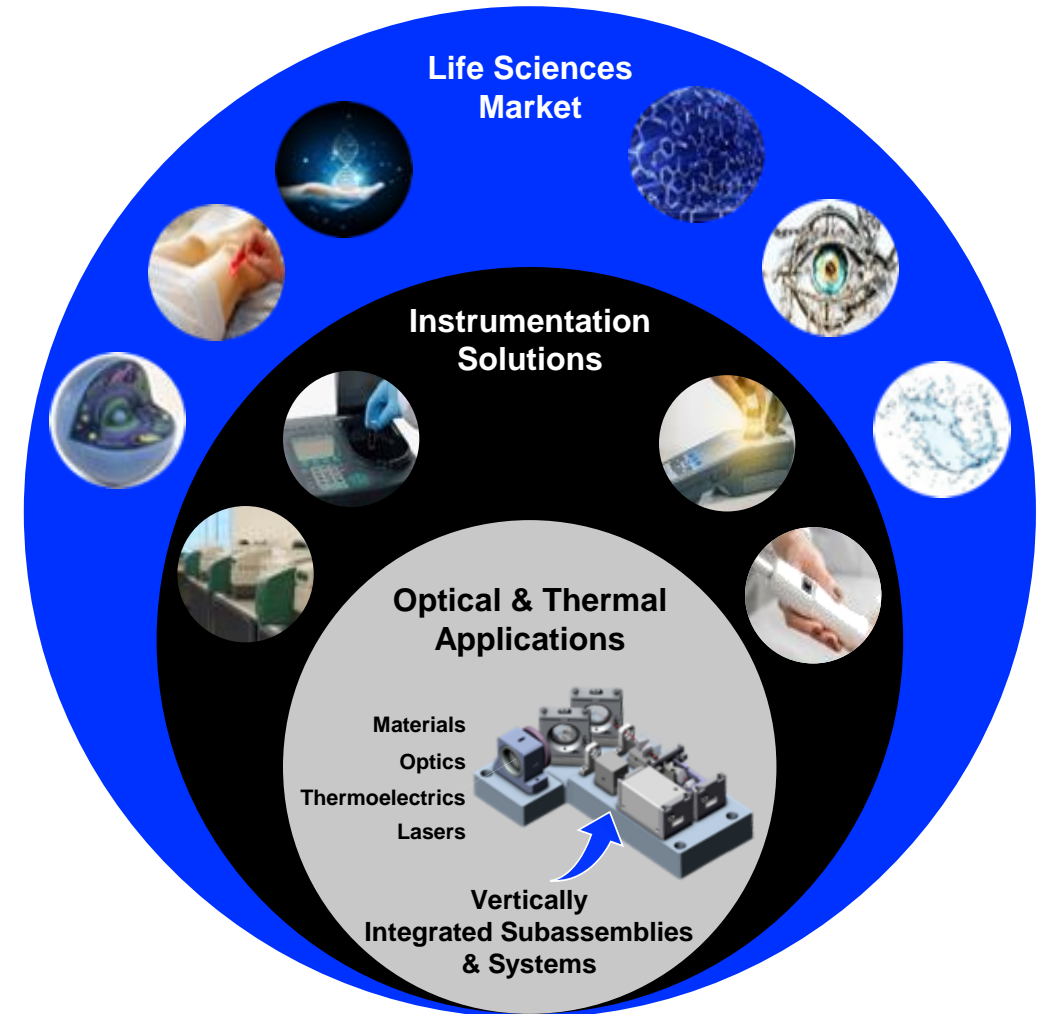 Life Sciences
Market
Instrumentation
Solutions
Optical & Thermal
Applications
Materials
Optics
Thermoelectrics
Lasers
Vertically
Integrated Subassemblies
& Systems